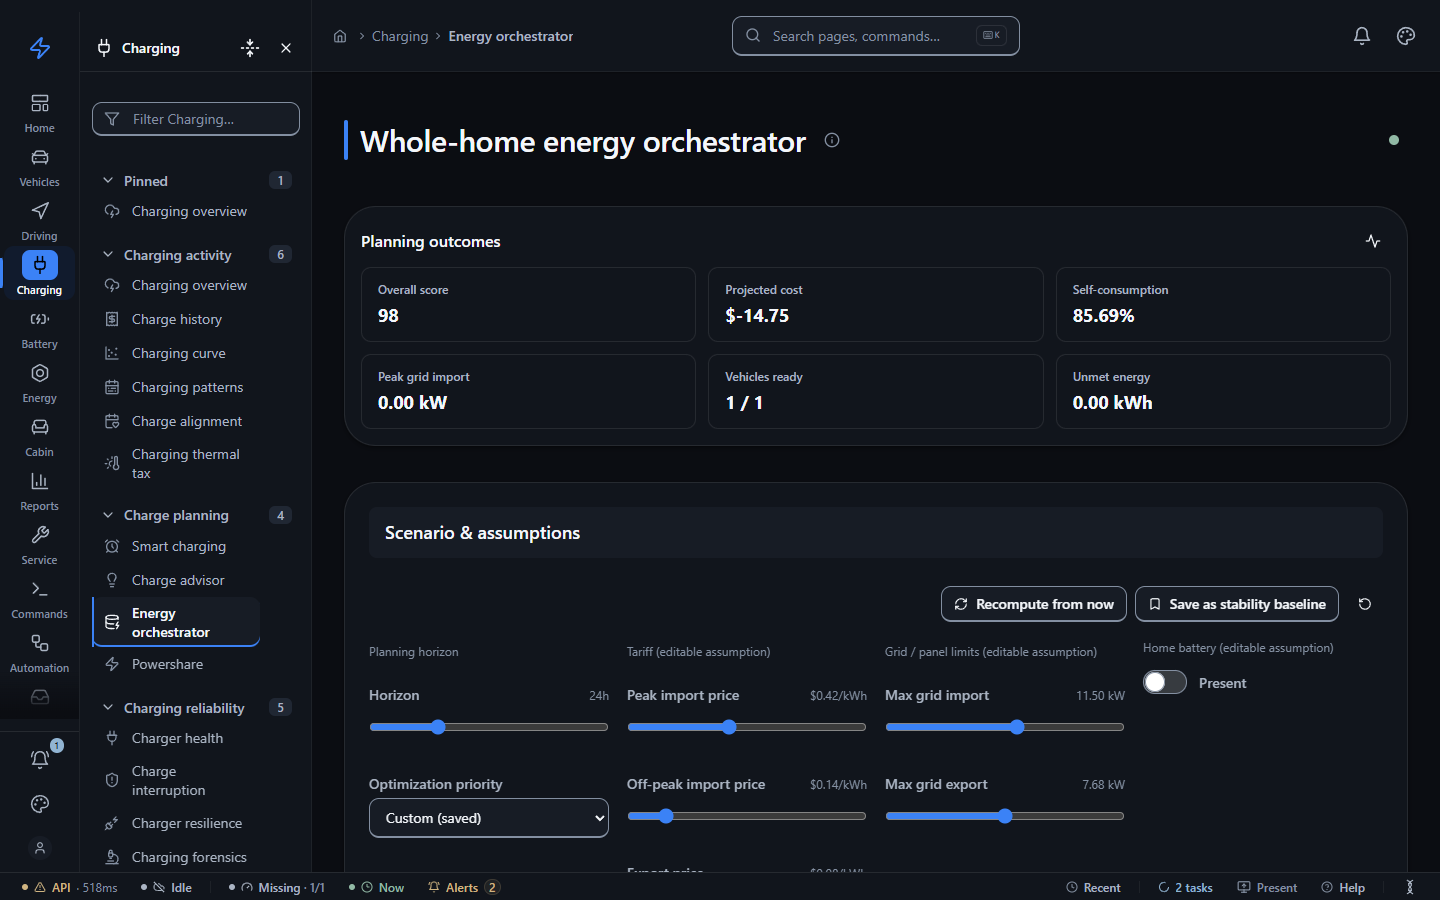 Home
Vehicles
Driving
Charging
Battery
Energy
Cabin
Reports
Service
Commands
Automation
1
Charging
Filter Charging...
Pinned 1
Charging overview
Charging activity 6
Charging overview
Charge history
Charging curve
Charging patterns
Charge alignment
Charging thermal
tax
Charge planning 4
Smart charging
Charge advisor
Energy
orchestrator
Powershare
Charging reliability 5
Charger health
Charge
interruption
Charger resilience
Charging forensics
Charging Energy orchestrator
Search pages, commands... K
Whole-home energy orchestrator
Planning outcomes
Overall score
98
Projected cost
$-14.75
Self-consumption
85.69%
Peak grid import
0.00 kW
Vehicles ready
1 / 1
Unmet energy
0.00 kWh
Scenario & assumptions
Recompute from now Save as stability baseline
Planning horizon
Horizon 24h
Optimization priority
Custom (saved)
Tariff (editable assumption)
Peak import price $0.42/kWh
Off-peak import price $0.14/kWh
Export price $0.08/kWh
Grid / panel limits (editable assumption)
Max grid import 11.50 kW
Max grid export 7.68 kW
Home battery (editable assumption)
Present
API · 518ms Idle Missing · 1/1 Now Alerts 2 Recent 2 tasks Present Help